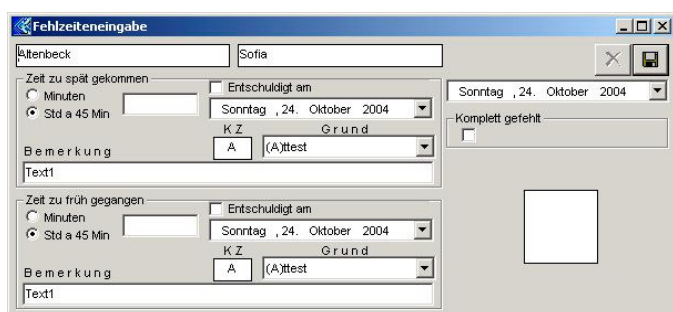 Fehlzeiteneingabe
Altenbeck Sofia
Zeit zu spät gekommen
Minuten
Std a 45 Min
Entschuldigt am
Sonntag , 24. Oktober 2004
KZ Grund
A (A)ttest
Bemerkung
Text1
Sonntag , 24. Oktober 2004
Komplett gefehlt
Zeit zu früh gegangen
Minuten
Std a 45 Min
Entschuldigt am
Sonntag , 24. Oktober 2004
KZ Grund
A (A)ttest
Bemerkung
Text1